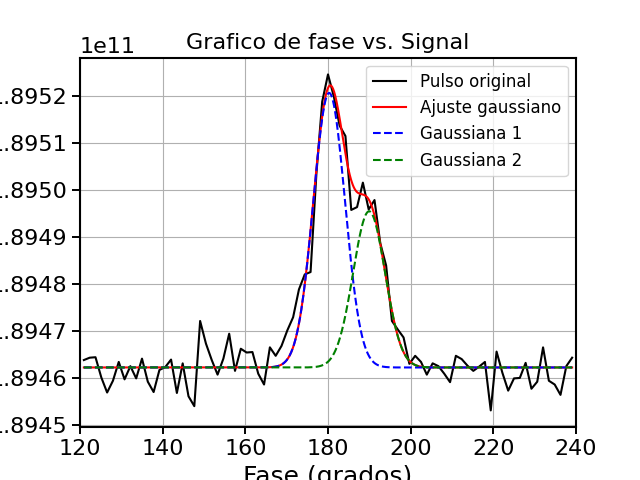 1e11
Grafico de fase vs. Signal
Pulso original
Ajuste gaussiano
Gaussiana 1
Gaussiana 2
.8952
.8951
.8950
.8949
.8948
.8947
.8946
.8945
120 140 160 180 200 220 240
Fase (grados)